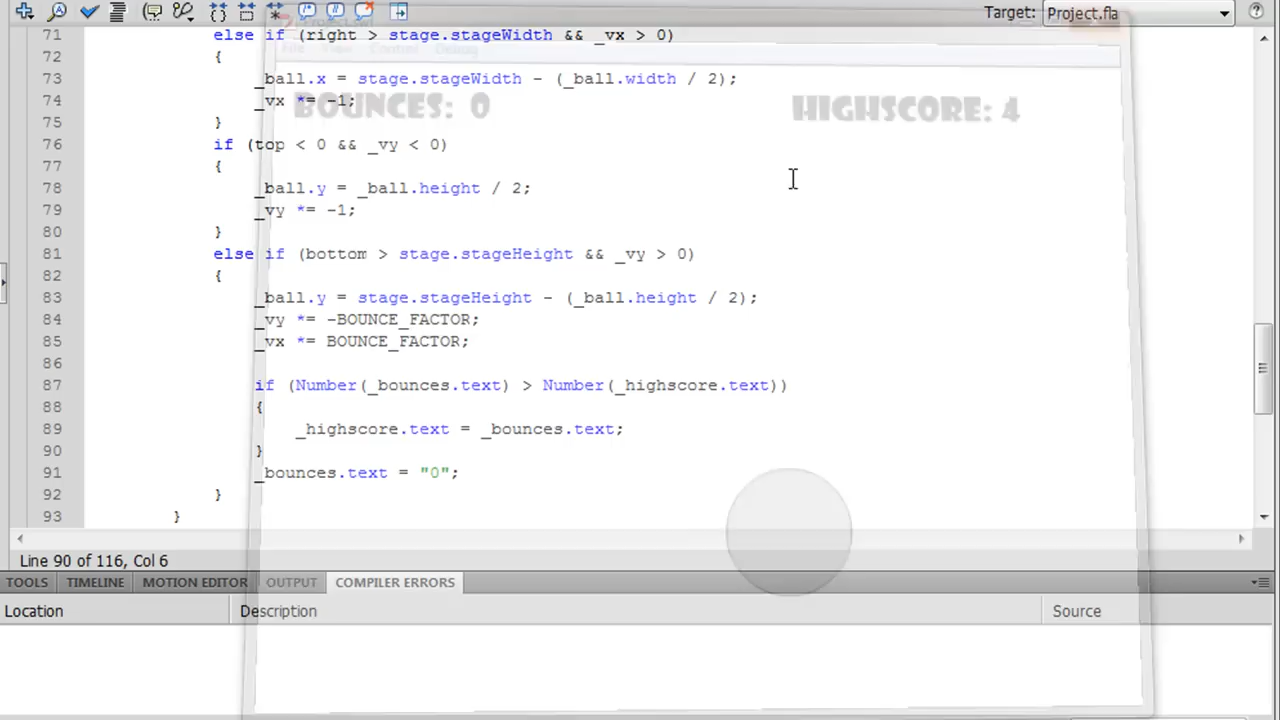 Target: Project.fla
71 else if (right > stage.stageWidth && _vx > 0)
72 {
73 _ball.x = stage.stageWidth - (_ball.width / 2);
74 _vx *= -1;
75 }
76 if (top < 0 && _vy < 0)
77 {
78 _ball.y = _ball.height / 2;
79 _vy *= -1;
80 }
81 else if (bottom > stage.stageHeight && _vy > 0)
82 {
83 _ball.y = stage.stageHeight - (_ball.height / 2);
84 _vy *= -BOUNCE_FACTOR;
85 _vx *= BOUNCE_FACTOR;
86
87 if (Number(_bounces.text) > Number(_highscore.text))
88 {
89 _highscore.text = _bounces.text;
90 }
91 _bounces.text = "0";
92 }
93 }
File View Control Debug
BOUNCES: 0 HIGHSCORE: 4
Line 90 of 116, Col 6
TOOLS TIMELINE MOTION EDITOR OUTPUT COMPILER ERRORS
Location Description Source